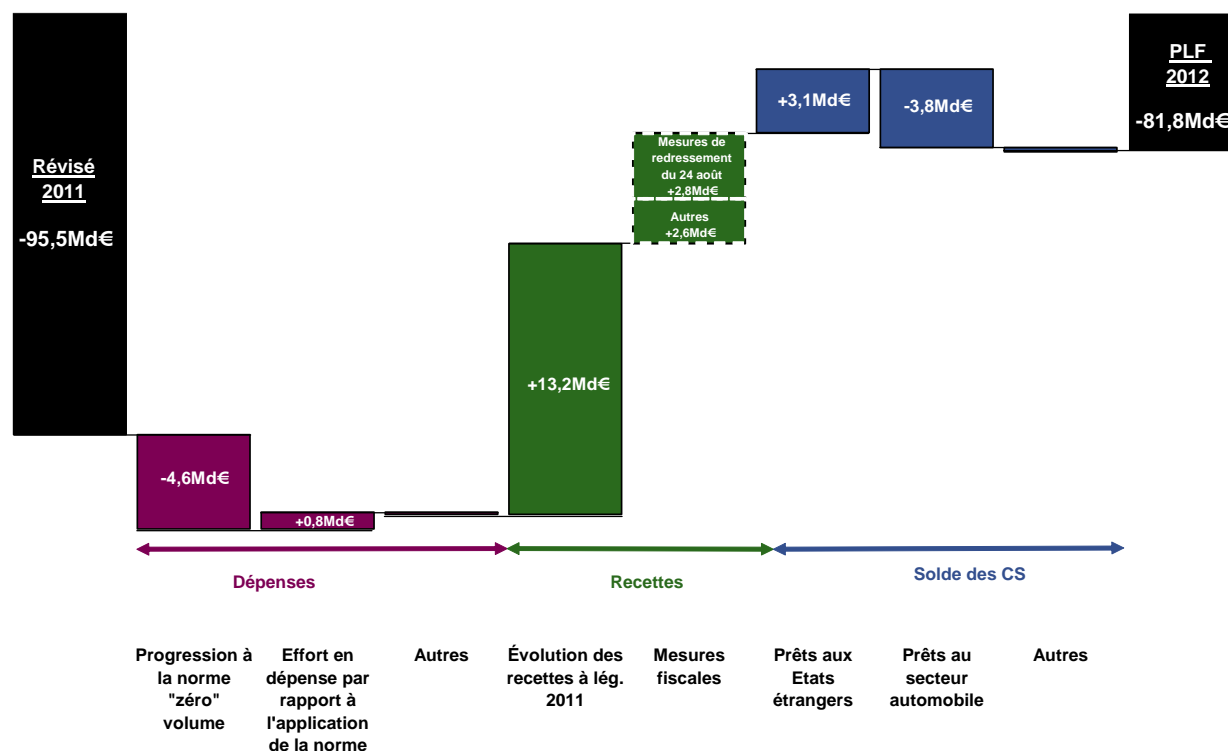 Révisé
2011
-95,5Md€
-4,6Md€
+0,8Md€
+13,2Md€
Mesures de
redressement
du 24 août
+2,8Md€
Autres
+2,6Md€
+3,1Md€
-3,8Md€
PLF
2012
-81,8Md€
Dépenses
Recettes
Solde des CS
Progression à
la norme
"zéro"
volume
Effort en
dépense par
rapport à
l'application
de la norme
Autres
Évolution des
recettes à lég.
2011
Mesures
fiscales
Prêts aux
Etats
étrangers
Prêts au
secteur
automobile
Autres